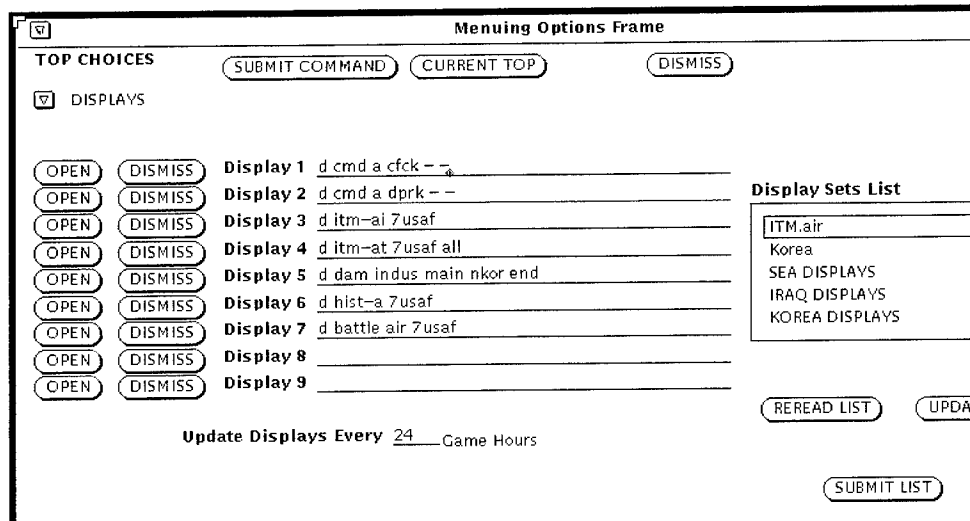 Menuing Options Frame
TOP CHOICES SUBMIT COMMAND CURRENT TOP DISMISS
DISPLAYS
OPEN DISMISS Display 1 d cmd a cfck – –
OPEN DISMISS Display 2 d cmd a dprk – –
OPEN DISMISS Display 3 d itm–ai 7usaf
OPEN DISMISS Display 4 d itm–at 7usaf all
OPEN DISMISS Display 5 d dam indus main nkor end
OPEN DISMISS Display 6 d hist–a 7usaf
OPEN DISMISS Display 7 d battle air 7usaf
OPEN DISMISS Display 8
OPEN DISMISS Display 9
Display Sets List
ITM.air
Korea
SEA DISPLAYS
IRAQ DISPLAYS
KOREA DISPLAYS
REREAD LIST UPDA
Update Displays Every 24 Game Hours
SUBMIT LIST